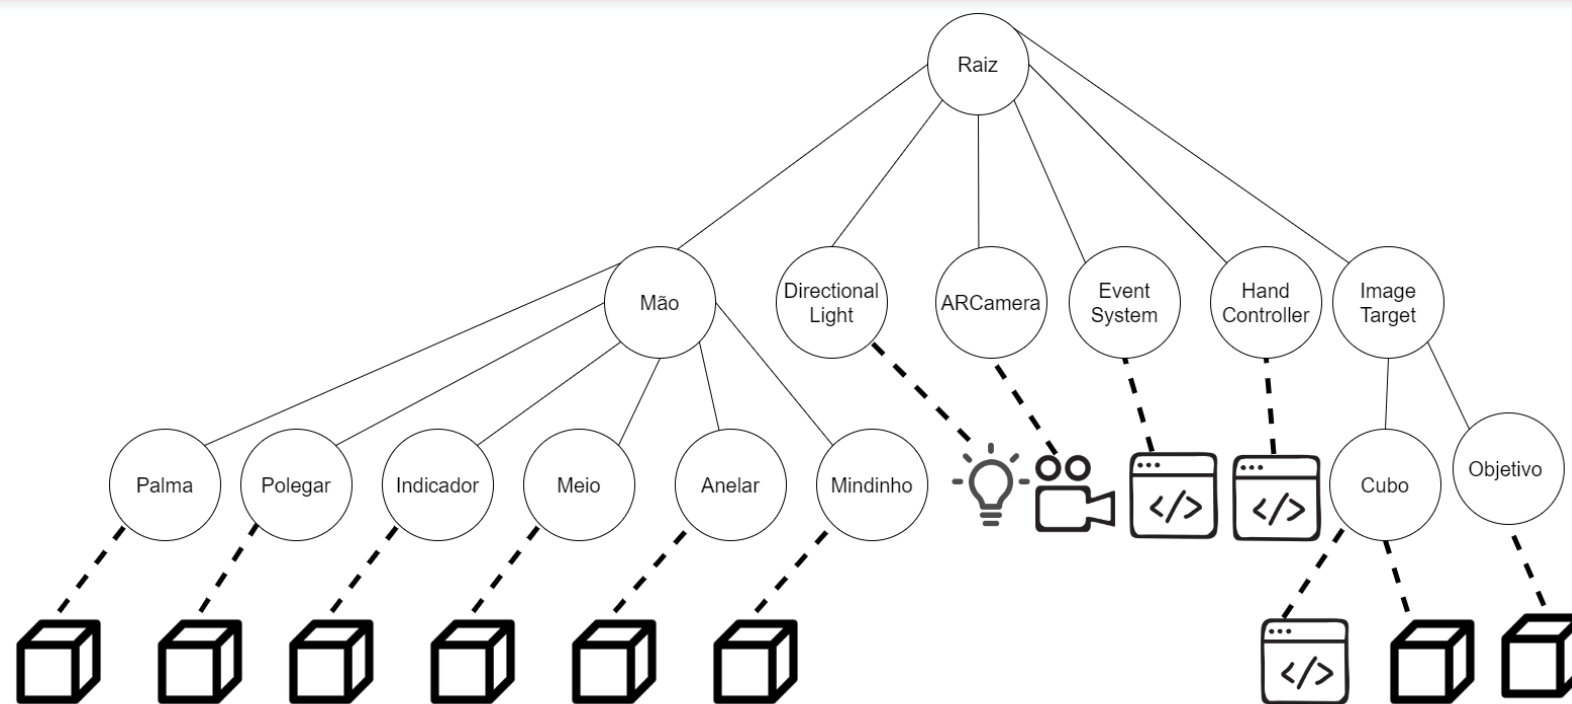 Raiz
Mão
Directional
Light
ARCamera
Event
System
Hand
Controller
Image
Target
Palma
Polegar
Indicador
Meio
Anelar
Mindinho
Cubo
Objetivo
</>
</>
</>